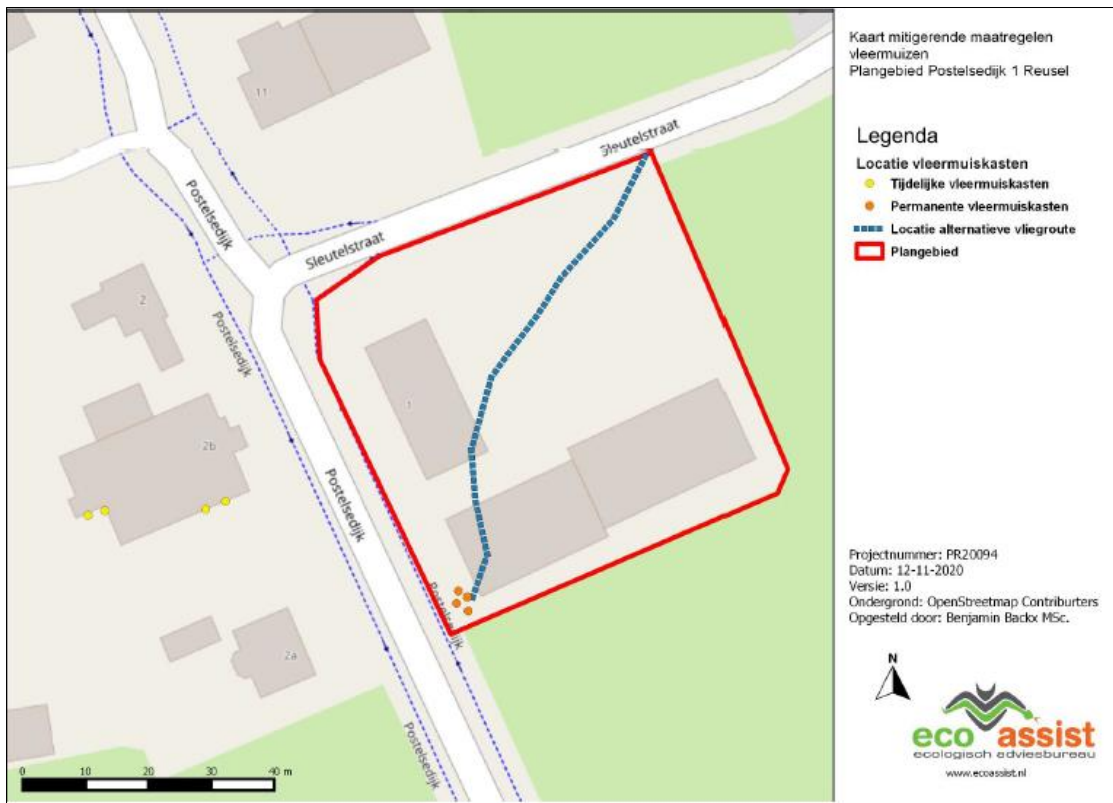 Kaart mitigerende maatregelen
vleermuizen
Plangebied Postelsedijk 1 Reusel
Legenda
Locatie vleermuiskasten
Tijdelijke vleermuiskasten
Permanente vleermuiskasten
Locatie alternatieve vliegroute
Plangebied
11
Sleutelstraat
Postelsedijk
Sleutelstraat
2
Postelsedijk
1
2b
Postelsedijk
Postelsedijk
2a
Postelsedijk
0 10 20 30 40 m
Projectnummer: PR20094
Datum: 12-11-2020
Versie: 1.0
Ondergrond: OpenStreetmap Contriburters
Opgesteld door: Benjamin Backx MSc.
N
eco assist
ecologisch adviesbureau
www.ecoassist.nl